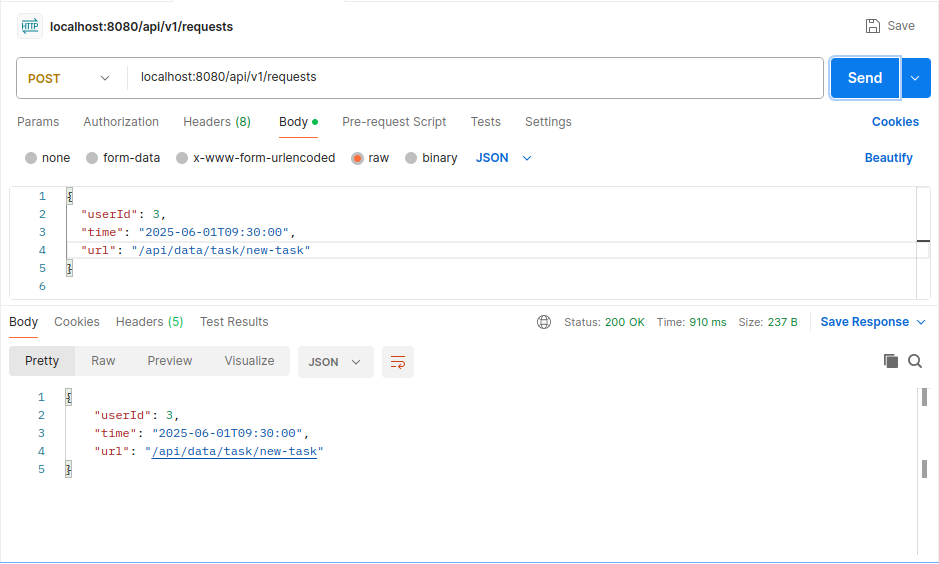 HTTP localhost:8080/api/v1/requests Save
POST localhost:8080/api/v1/requests Send
Params Authorization Headers (8) Body Pre-request Script Tests Settings Cookies
none form-data x-www-form-urlencoded raw binary JSON Beautify
1 {
2 "userId": 3,
3 "time": "2025-06-01T09:30:00",
4 "url": "/api/data/task/new-task"
5 }
6
Body Cookies Headers (5) Test Results Status: 200 OK Time: 910 ms Size: 237 B Save Response
Pretty Raw Preview Visualize JSON
1 {
2 "userId": 3,
3 "time": "2025-06-01T09:30:00",
4 "url": "/api/data/task/new-task"
5 }